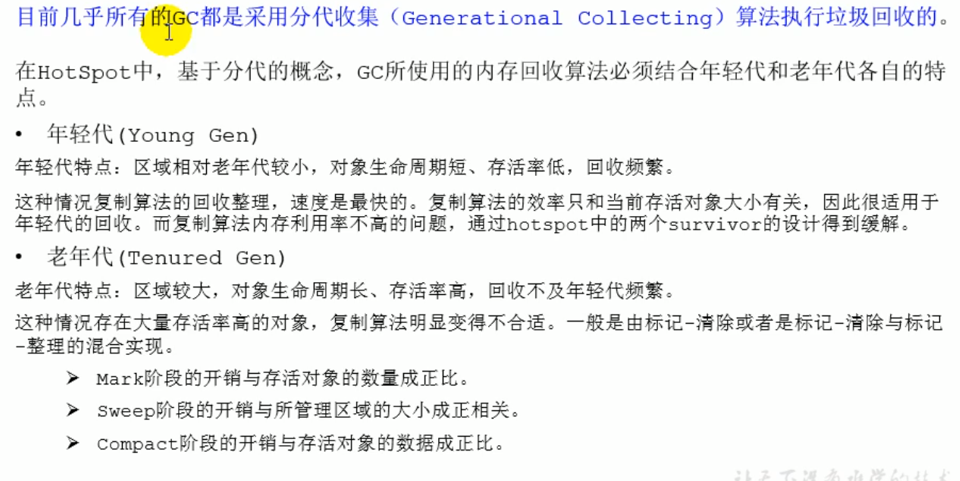 目前几乎所有的GC都是采用分代收集（Generational Collecting）算法执行垃圾回收的。
在HotSpot中，基于分代的概念，GC所使用的内存回收算法必须结合年轻代和老年代各自的特
点。
• 年轻代(Young Gen)
年轻代特点：区域相对老年代较小，对象生命周期短、存活率低，回收频繁。
这种情况复制算法的回收整理，速度是最快的。复制算法的效率只和当前存活对象大小有关，因此很适用于
年轻代的回收。而复制算法内存利用率不高的问题，通过hotspot中的两个survivor的设计得到缓解。
• 老年代(Tenured Gen)
老年代特点：区域较大，对象生命周期长、存活率高，回收不及年轻代频繁。
这种情况存在大量存活率高的对象，复制算法明显变得不合适。一般是由标记-清除或者是标记-清除与标记
-整理的混合实现。
➢ Mark阶段的开销与存活对象的数量成正比。
➢ Sweep阶段的开销与所管理区域的大小成正相关。
➢ Compact阶段的开销与存活对象的数据成正比。